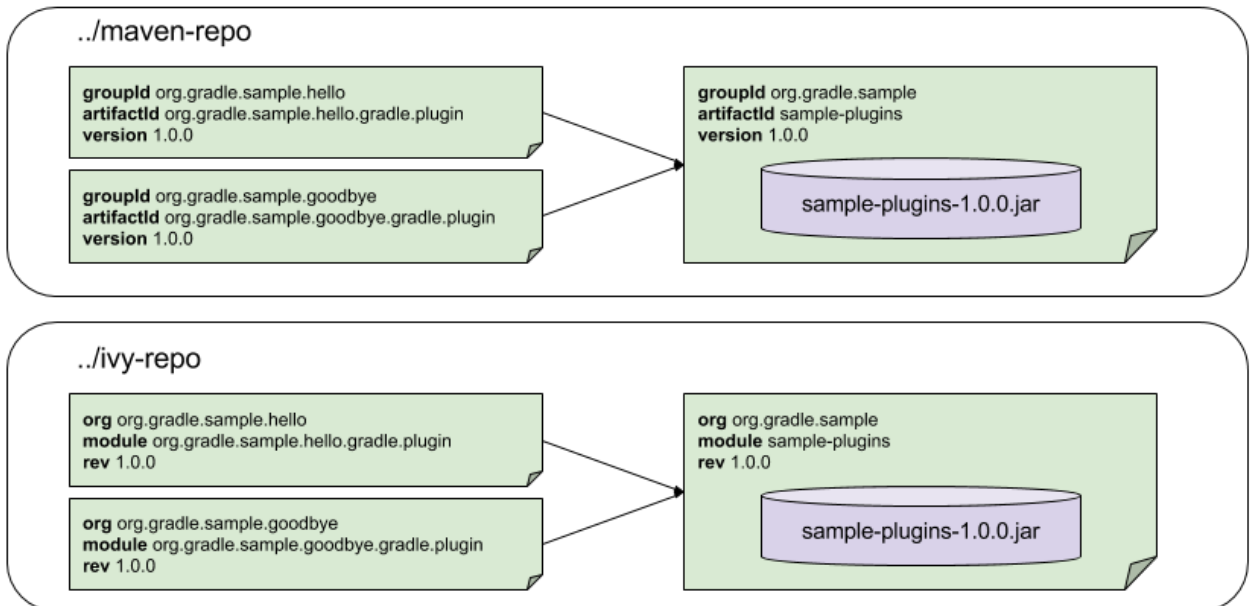 ../maven-repo
groupId org.gradle.sample.hello
artifactId org.gradle.sample.hello.gradle.plugin
version 1.0.0
groupId org.gradle.sample.goodbye
artifactId org.gradle.sample.goodbye.gradle.plugin
version 1.0.0
groupId org.gradle.sample
artifactId sample-plugins
version 1.0.0
sample-plugins-1.0.0.jar
../ivy-repo
org org.gradle.sample.hello
module org.gradle.sample.hello.gradle.plugin
rev 1.0.0
org org.gradle.sample.goodbye
module org.gradle.sample.goodbye.gradle.plugin
rev 1.0.0
org org.gradle.sample
module sample-plugins
rev 1.0.0
sample-plugins-1.0.0.jar